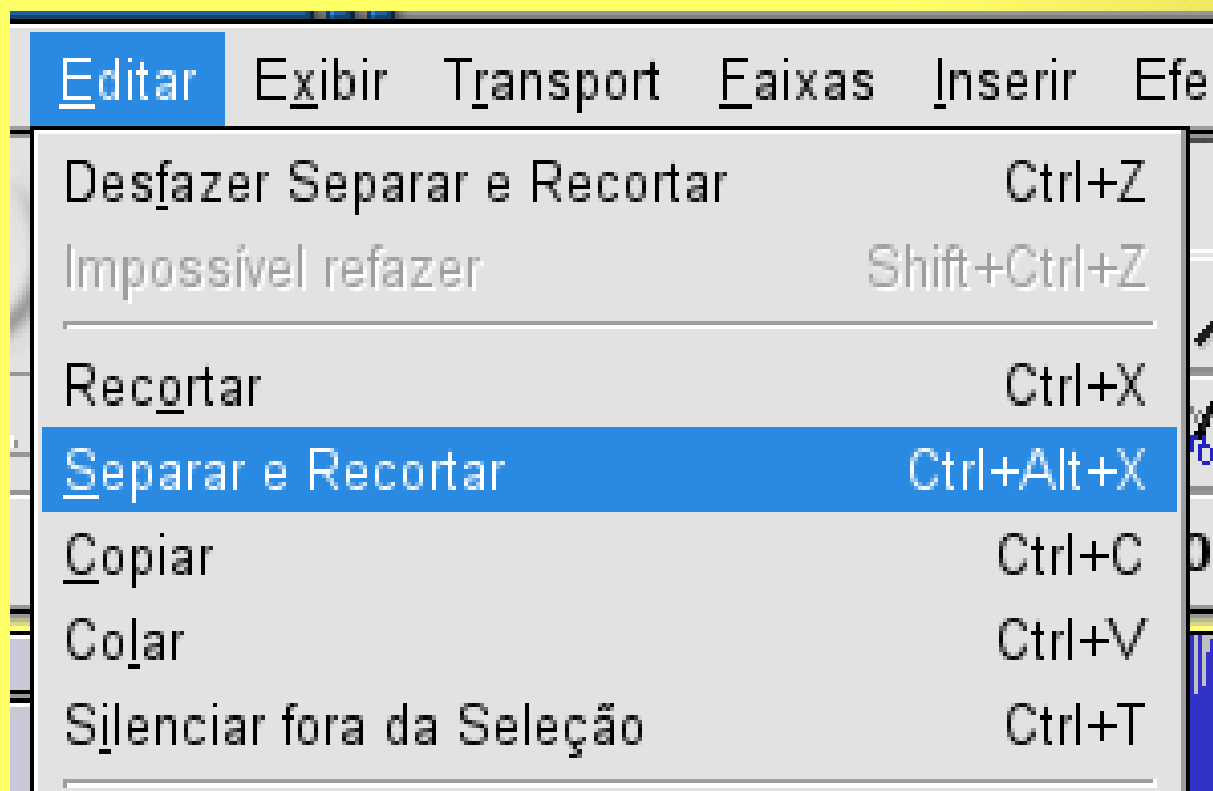 Editar Exibir Transport Faixas Inserir Efe
Desfazer Separar e Recortar Ctrl+Z
Impossível refazer Shift+Ctrl+Z
Recortar Ctrl+X
Separar e Recortar Ctrl+Alt+X
Copiar Ctrl+C
Colar Ctrl+V
Silenciar fora da Seleção Ctrl+T